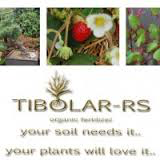 TIBOLAR-RS
organic fertilizer
your soil needs it..
your plants will love it..